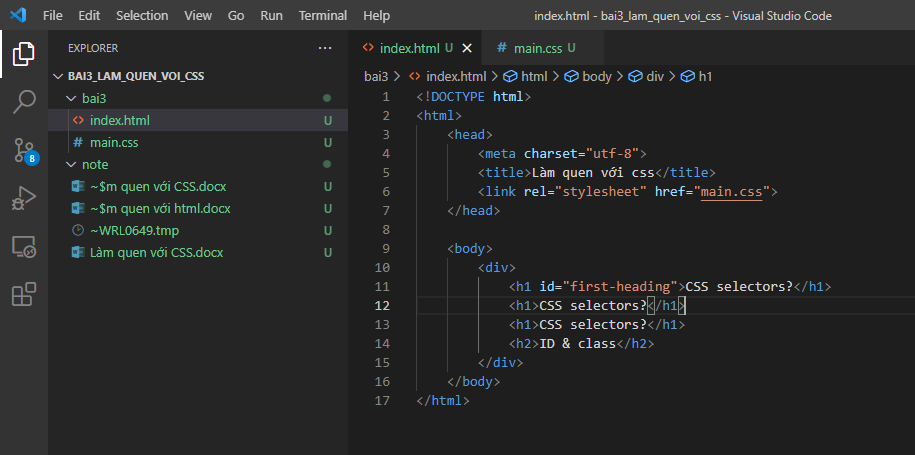 File Edit Selection View Go Run Terminal Help index.html - bai3_lam_quen_voi_css - Visual Studio Code
EXPLORER ...
BAI3_LAM_QUEN_VOI_CSS
bai3
index.html U
# main.css U
note
~$m quen với CSS.docx U
~$m quen với html.docx U
~WRL0649.tmp U
Làm quen với CSS.docx U
8
index.html U # main.css U
bai3 > index.html > html > body > div > h1
1 <!DOCTYPE html>
2 <html>
3 <head>
4 <meta charset="utf-8">
5 <title>Làm quen với css</title>
6 <link rel="stylesheet" href="main.css">
7 </head>
8
9 <body>
10 <div>
11 <h1 id="first-heading">CSS selectors?</h1>
12 <h1>CSS selectors?</h1>
13 <h1>CSS selectors?</h1>
14 <h2>ID & class</h2>
15 </div>
16 </body>
17 </html>